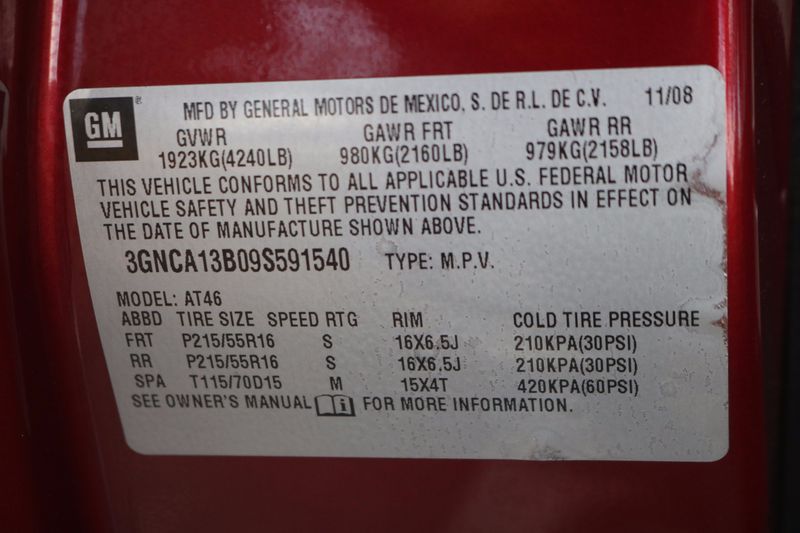 GM ® MFD BY GENERAL MOTORS DE MEXICO, S. DE R.L. DE C.V. 11/08
GVWR GAWR FRT GAWR RR
1923KG(4240LB) 980KG(2160LB) 979KG(2158LB)
THIS VEHICLE CONFORMS TO ALL APPLICABLE U.S. FEDERAL MOTOR
VEHICLE SAFETY AND THEFT PREVENTION STANDARDS IN EFFECT ON
THE DATE OF MANUFACTURE SHOWN ABOVE.
3GNCA13B09S591540 TYPE: M.P.V.
MODEL: AT46
ABBD TIRE SIZE SPEED RTG RIM COLD TIRE PRESSURE
FRT P215/55R16 S 16X6.5J 210KPA(30PSI)
RR P215/55R16 S 16X6.5J 210KPA(30PSI)
SPA T115/70D15 M 15X4T 420KPA(60PSI)
SEE OWNER'S MANUAL i FOR MORE INFORMATION.